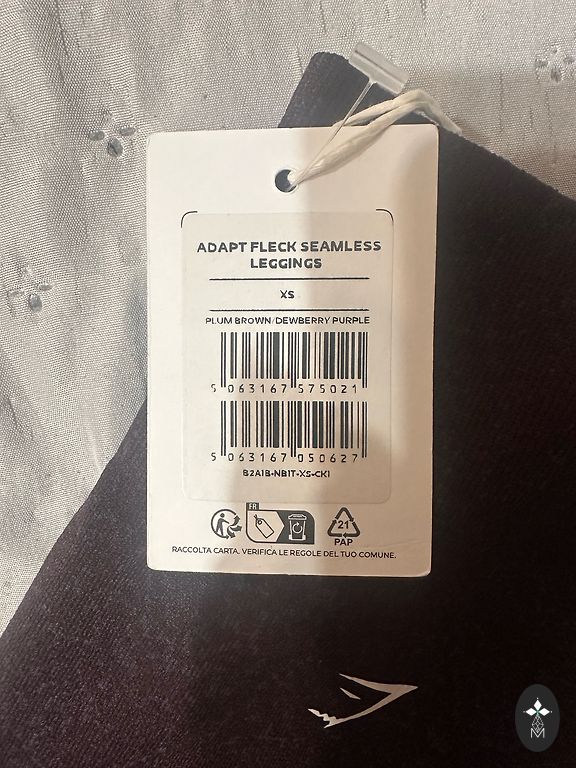 ADAPT FLECK SEAMLESS
LEGGINGS
XS
PLUM BROWN/DEWBERRY PURPLE
5 063167 575021
5 063167 050627
B2A1B-NB1T-XS-CK1
FR
21
PAP
RACCOLTA CARTA. VERIFICA LE REGOLE DEL TUO COMUNE.
M